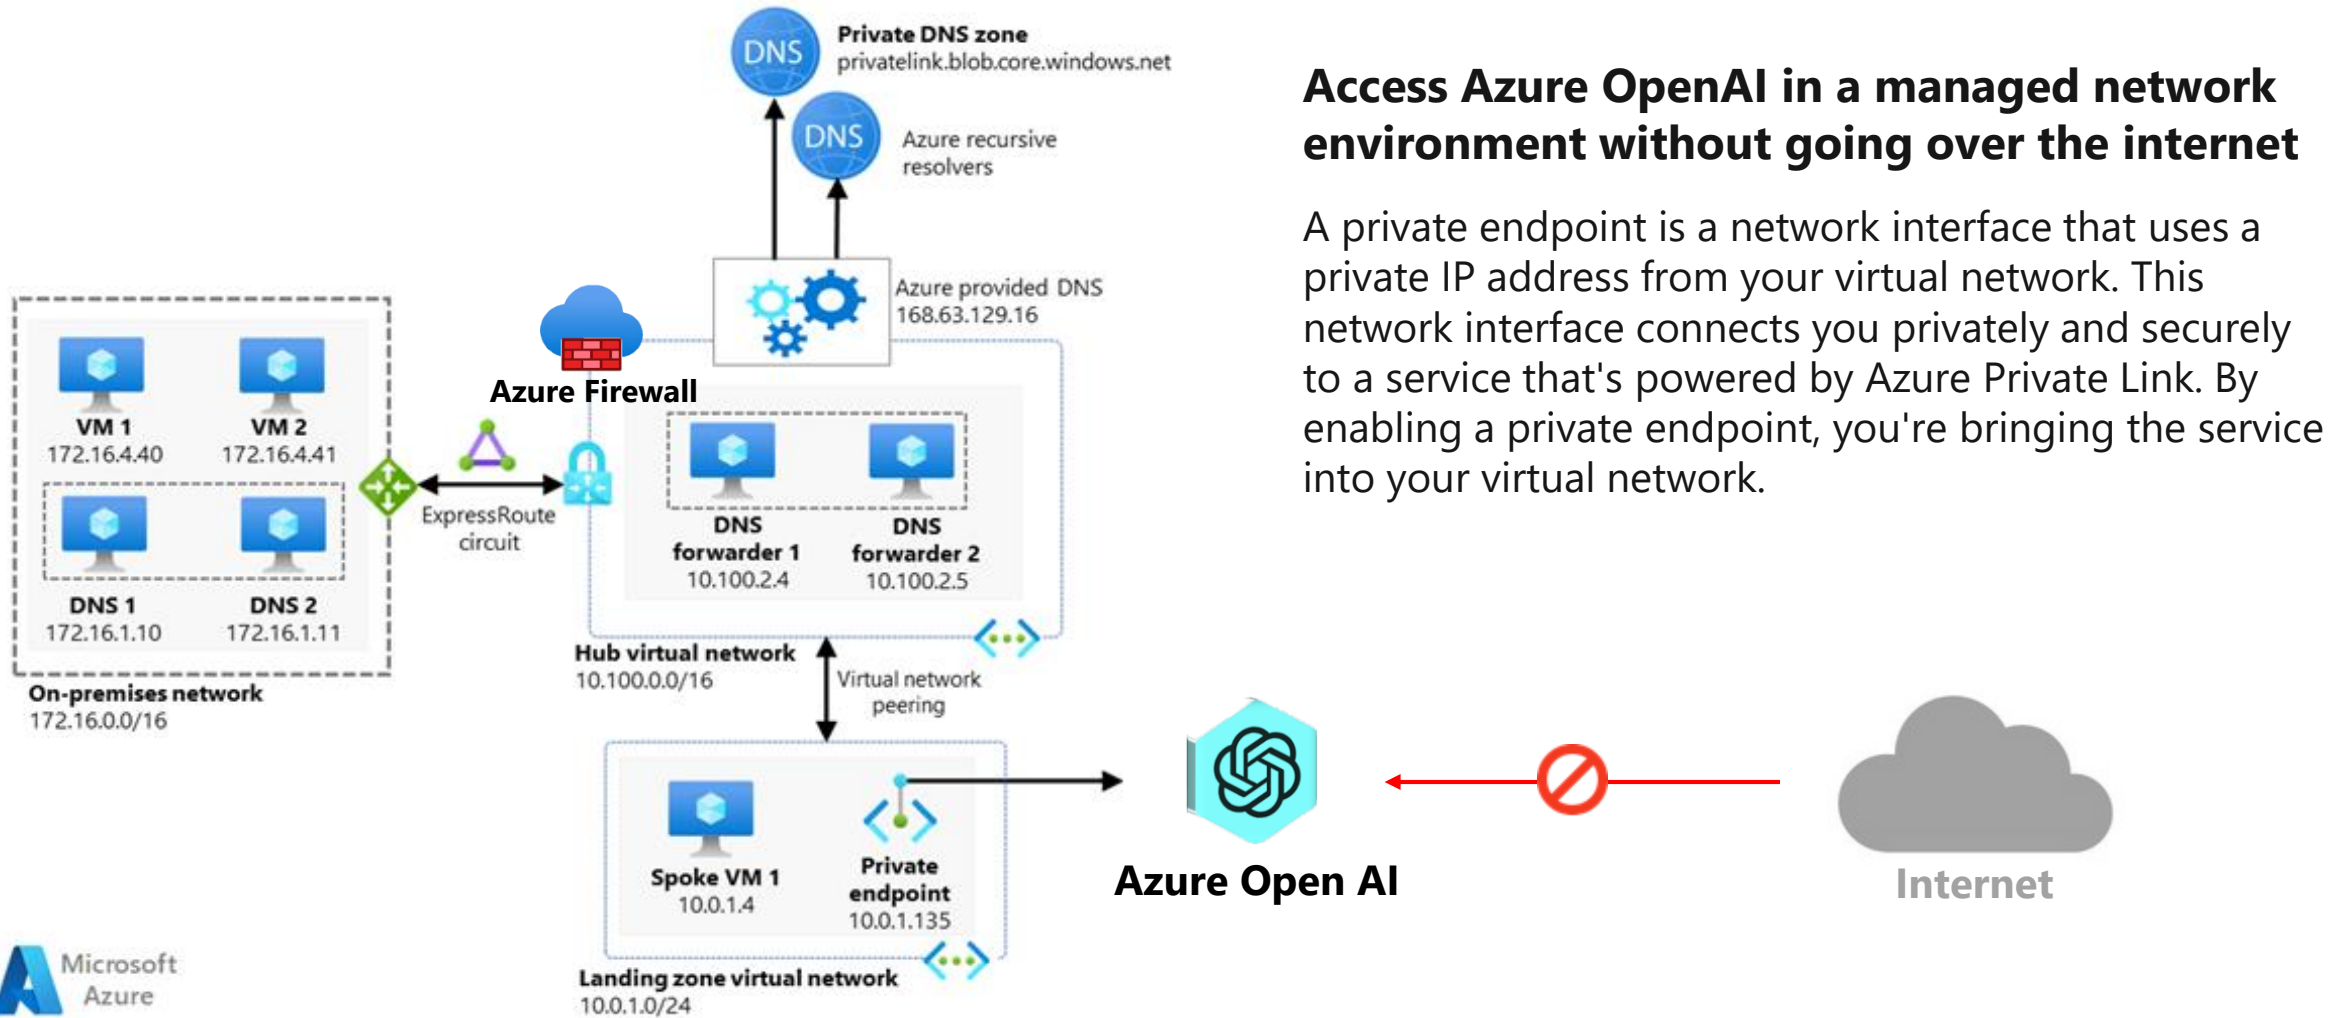 DNS
Private DNS zone
privatelink.blob.core.windows.net
DNS
Azure recursive
resolvers
Azure provided DNS
168.63.129.16
Azure Firewall
VM 1
172.16.4.40
VM 2
172.16.4.41
DNS 1
172.16.1.10
DNS 2
172.16.1.11
On-premises network
172.16.0.0/16
ExpressRoute
circuit
DNS
forwarder 1
10.100.2.4
DNS
forwarder 2
10.100.2.5
Hub virtual network
10.100.0.0/16
Virtual network
peering
Spoke VM 1
10.0.1.4
Private
endpoint
10.0.1.135
Landing zone virtual network
10.0.1.0/24
Microsoft
Azure
Access Azure OpenAI in a managed network
environment without going over the internet
A private endpoint is a network interface that uses a
private IP address from your virtual network. This
network interface connects you privately and securely
to a service that's powered by Azure Private Link. By
enabling a private endpoint, you're bringing the service
into your virtual network.
Azure Open AI
Internet